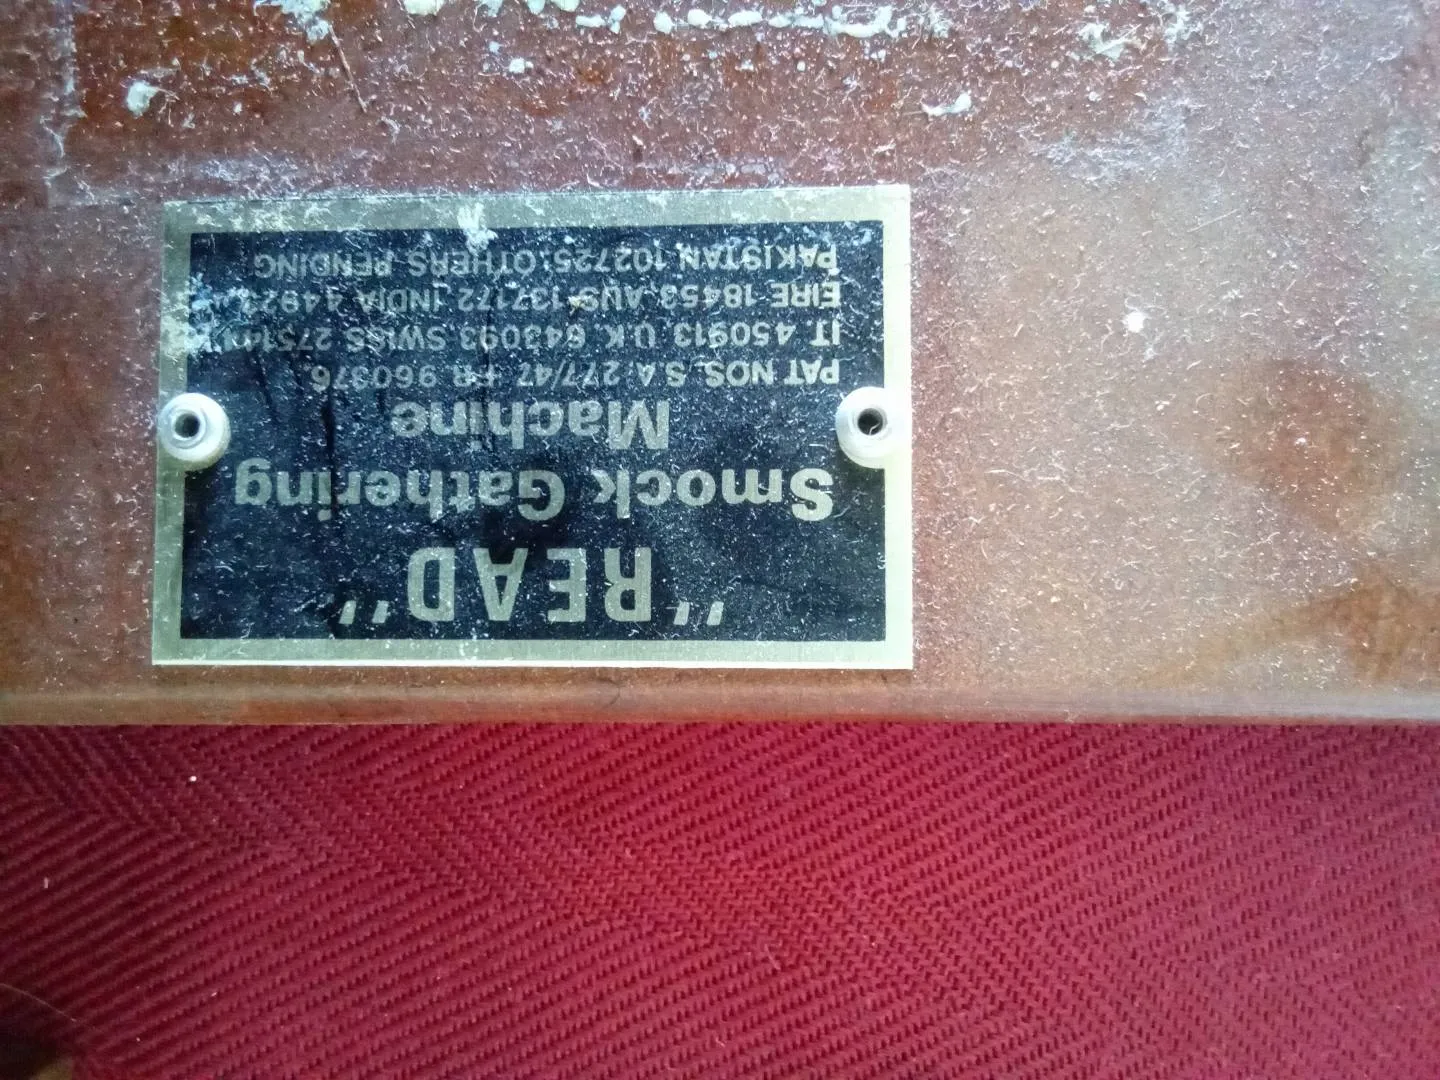 "READ"
Smock Gathering
Machine
PAT NOS. S.A. 277/47 FR 960376
IT. 450913 U.K. 643093 SWISS
EIRE 18453 AUS 137172 INDIA
PAKISTAN 102725 OTHERS PENDING